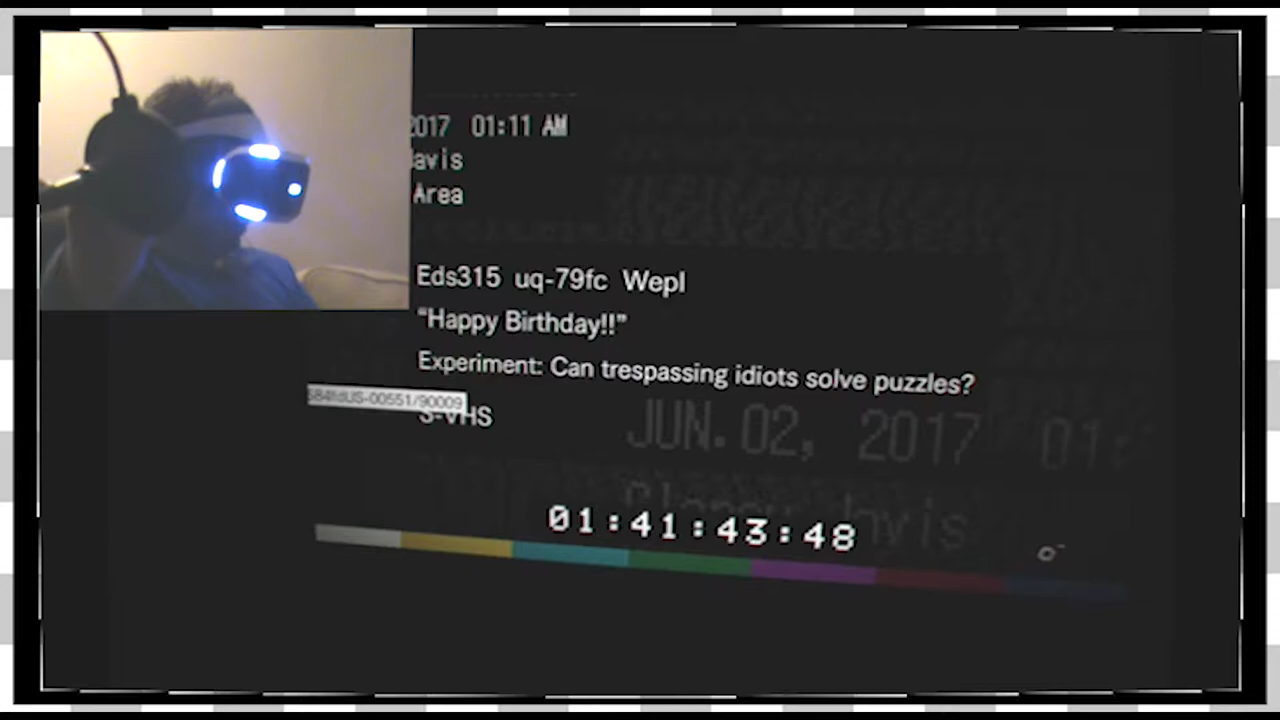 2017 01:11 AM
avis
Area
Eds315 uq-79fc Wepl
“Happy Birthday!!”
Experiment: Can trespassing idiots solve puzzles?
S-VHS
JUN.02, 2017 01:
01:41:43:48